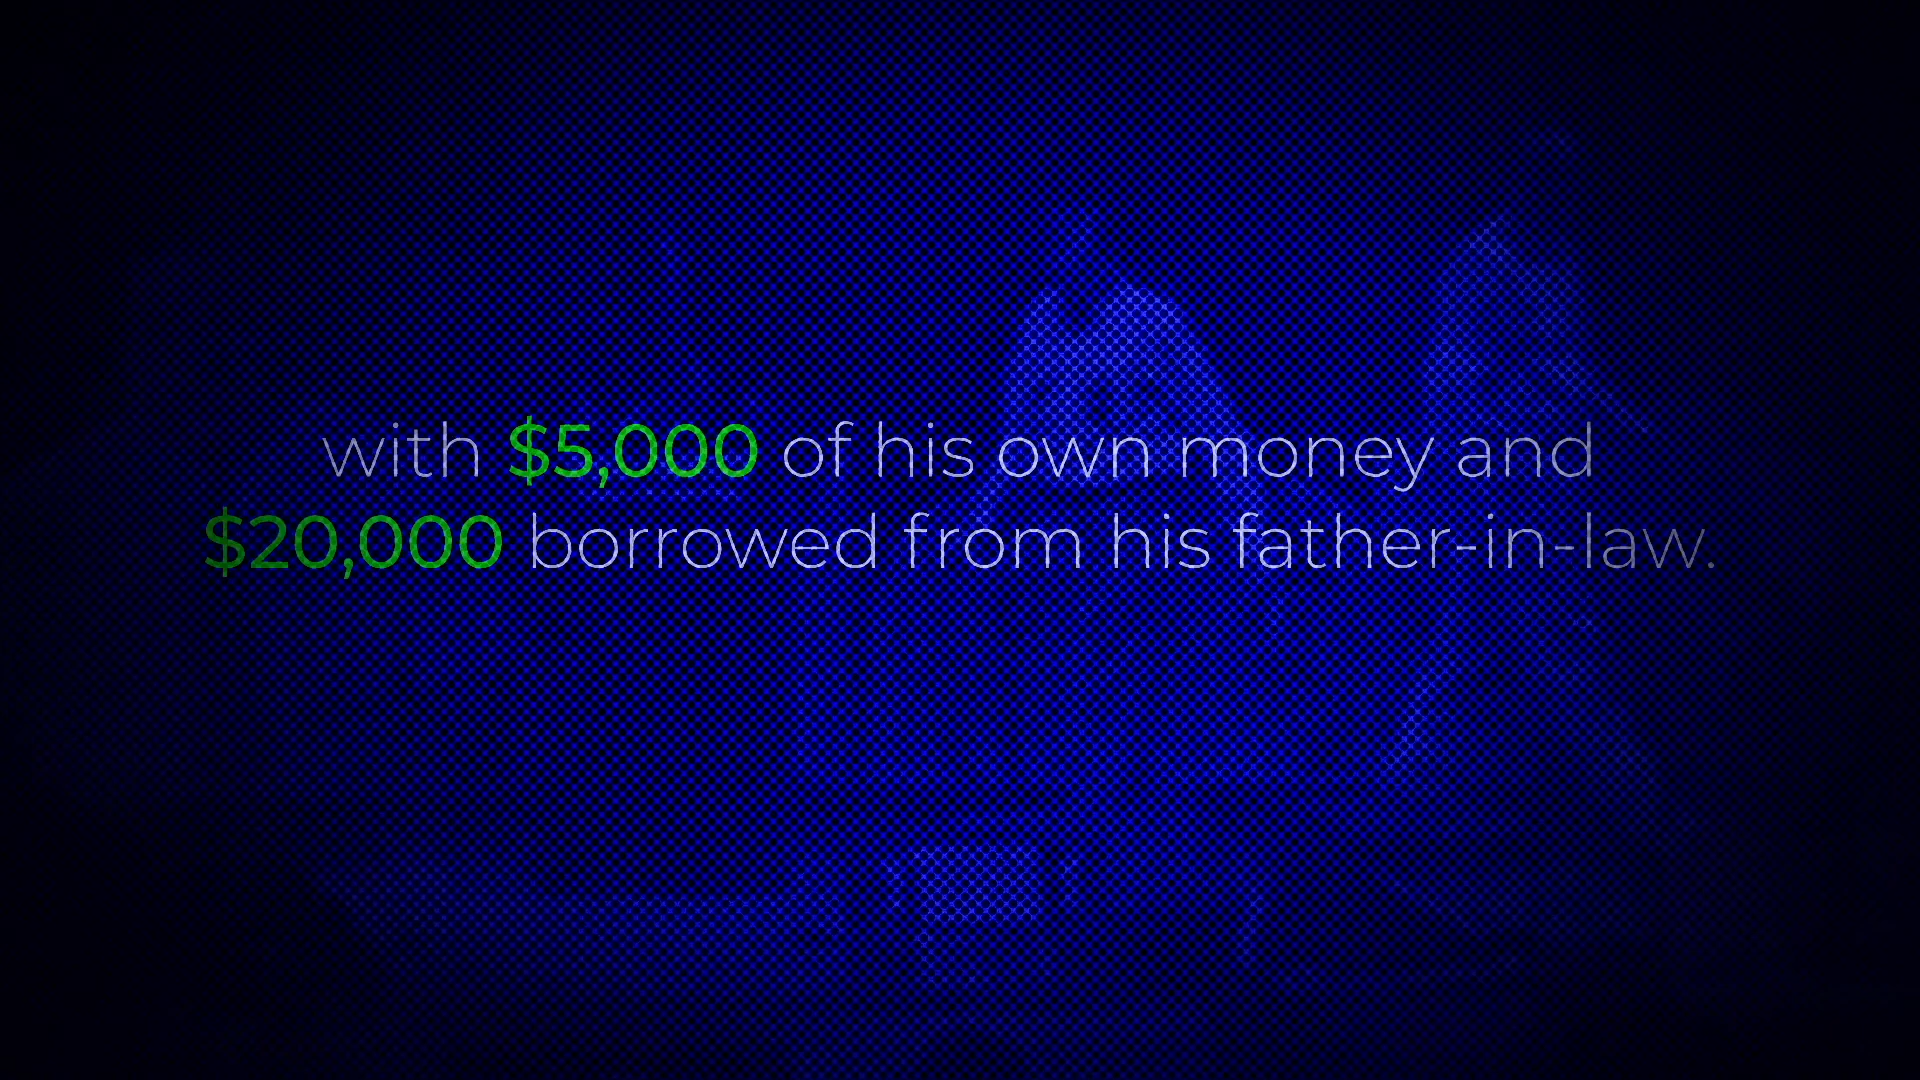 with $5,000 of his own money and
$20,000 borrowed from his father-in-law.